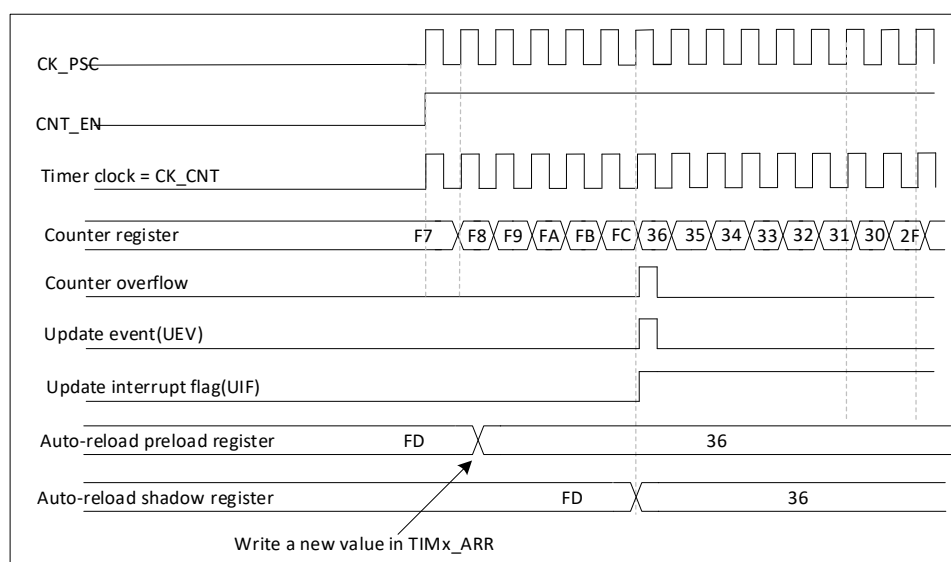 CK_PSC
CNT_EN
Timer clock = CK_CNT
Counter register F7 F8 F9 FA FB FC 36 35 34 33 32 31 30 2F
Counter overflow
Update event(UEV)
Update interrupt flag(UIF)
Auto-reload preload register FD 36
Auto-reload shadow register FD 36
Write a new value in TIMx_ARR